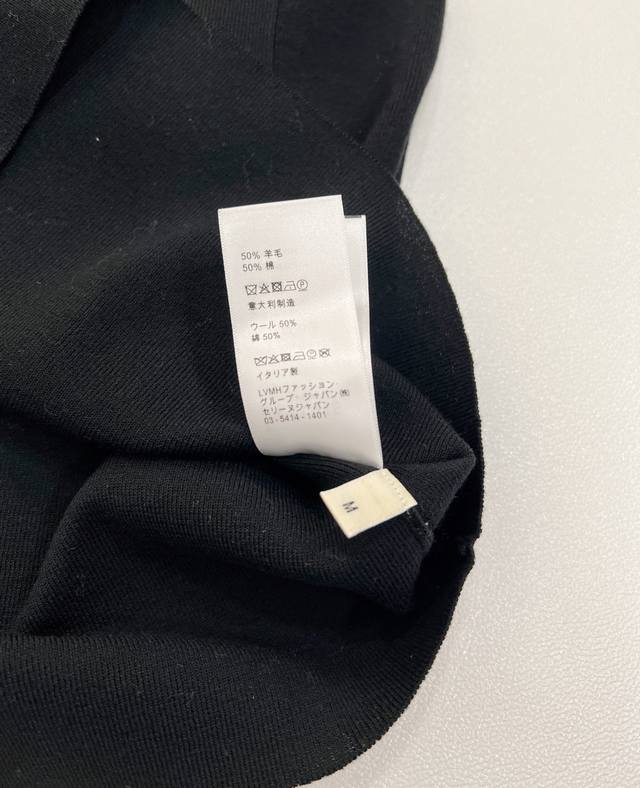 50% 羊毛
50% 棉
意大利制造
ウール 50%
綿 50%
イタリア製
LVMHファッション
グループ・ジャパン㈱
セリーヌジャパン
03-5414-1401
M